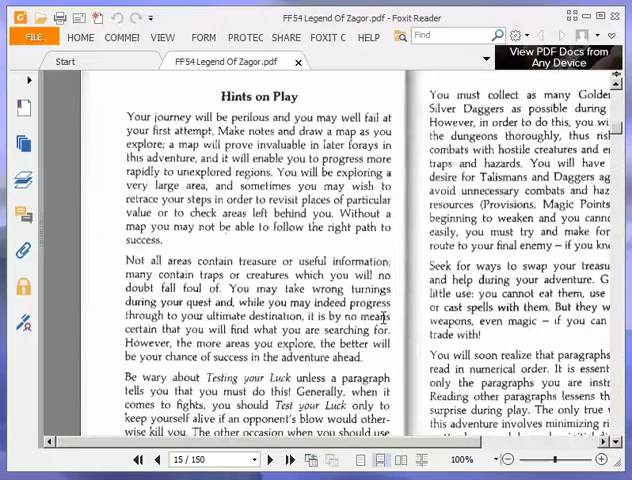 FF54 Legend Of Zagor.pdf - Foxit Reader
FILE HOME COMMEI VIEW FORM PROTEC SHARE FOXIT C HELP Find
View PDF Docs from
Any Device
Start FF54 Legend Of Zagor.pdf
Hints on Play
Your journey will be perilous and you may well fail at
your first attempt. Make notes and draw a map as you
explore; a map will prove invaluable in later forays in
this adventure, and it will enable you to progress more
rapidly to unexplored regions. You will be exploring a
very large area, and sometimes you may wish to
retrace your steps in order to revisit places of particular
value or to check areas left behind you. Without a
map you may not be able to follow the right path to
success.
Not all areas contain treasure or useful information;
many contain traps or creatures which you will no
doubt fall foul of. You may take wrong turnings
during your quest and, while you may indeed progress
through to your ultimate destination, it is by no means
certain that you will find what you are searching for.
However, the more areas you explore, the better will
be your chance of success in the adventure ahead.
Be wary about Testing your Luck unless a paragraph
tells you that you must do this! Generally, when it
comes to fights, you should Test your Luck only to
keep yourself alive if an opponent's blow would other-
wise kill you. The other occasion when you should use
You must collect as many Golden
Silver Daggers as possible during
However, in order to do this, you wi
the dungeons thoroughly, thus ris
combats with hostile creatures and e
traps and hazards. You will have
desire for Talismans and Daggers ag
avoid unnecessary combats and haz
resources (Provisions, Magic Points
beginning to weaken and you canno
easily, you must try and make for
route to your final enemy – if you kn
Seek for ways to swap your treasu
and help during your adventure. G
little use: you cannot eat them, use
or cast spells with them. But they w
weapons, even magic – if you can
trade with!
You will soon realize that paragraphs
read in numerical order. It is essent
only the paragraphs you are inst
Reading other paragraphs lessens th
surprise during play. The only true
this adventure involves minimizing ri
15 / 150 100%